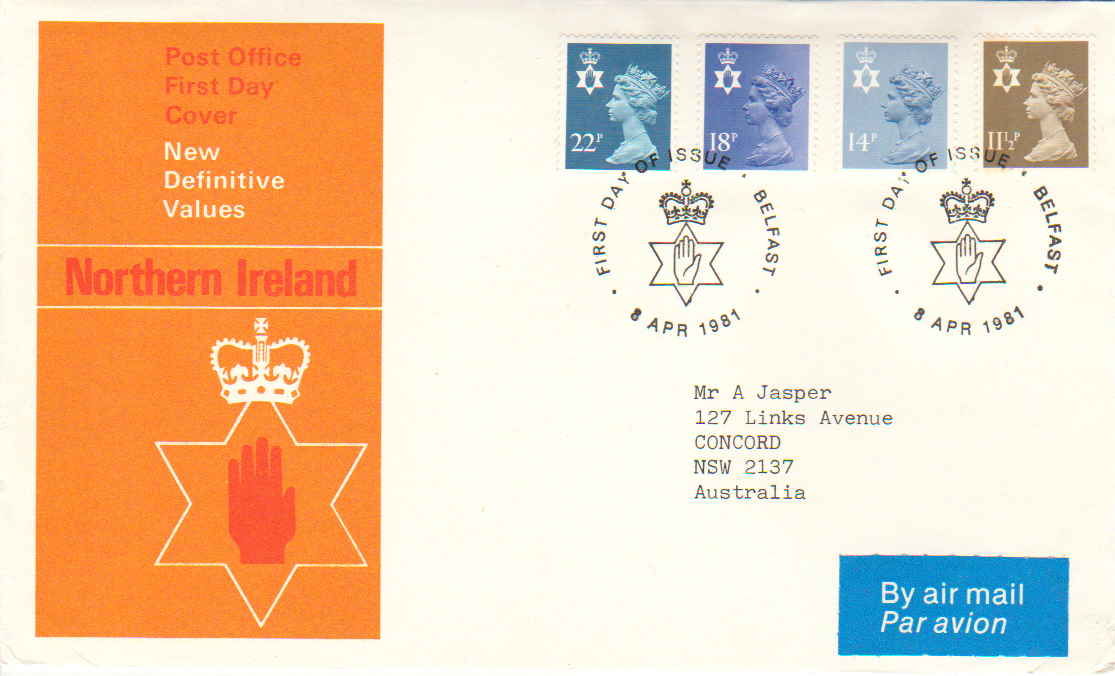 Post Office
First Day
Cover
New
Definitive
Values
Northern Ireland
22P
18P
14P
11½P
FIRST DAY OF ISSUE · BELFAST ·
8 APR 1981
FIRST DAY OF ISSUE · BELFAST ·
8 APR 1981
Mr A Jasper
127 Links Avenue
CONCORD
NSW 2137
Australia
By air mail
Par avion